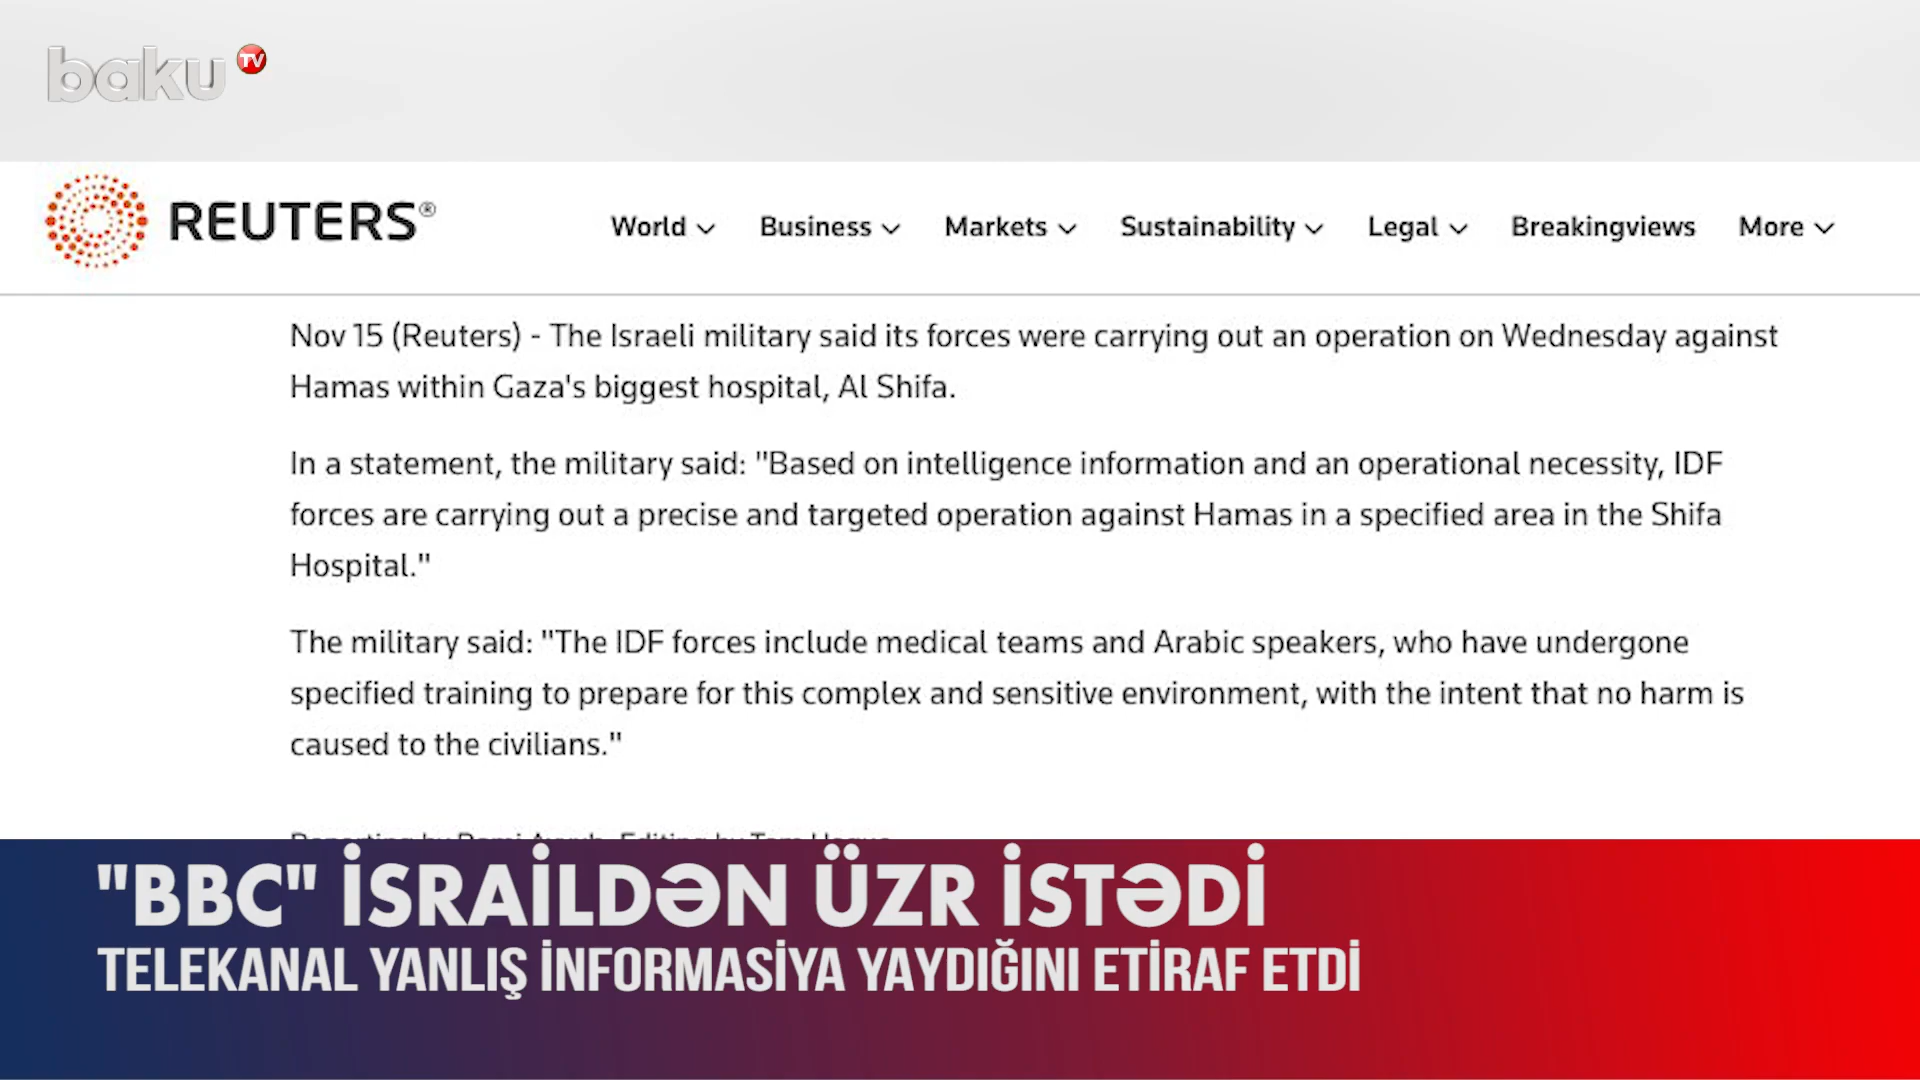 baku TV
REUTERS®
World Business Markets Sustainability Legal Breakingviews More
Nov 15 (Reuters) - The Israeli military said its forces were carrying out an operation on Wednesday against
Hamas within Gaza's biggest hospital, Al Shifa.
In a statement, the military said: "Based on intelligence information and an operational necessity, IDF
forces are carrying out a precise and targeted operation against Hamas in a specified area in the Shifa
Hospital."
The military said: "The IDF forces include medical teams and Arabic speakers, who have undergone
specified training to prepare for this complex and sensitive environment, with the intent that no harm is
caused to the civilians."
"BBC" İSRAİLDƏN ÜZR İSTƏDİ
TELEKANAL YANLIŞ İNFORMASİYA YAYDIĞINI ETİRAF ETDİ